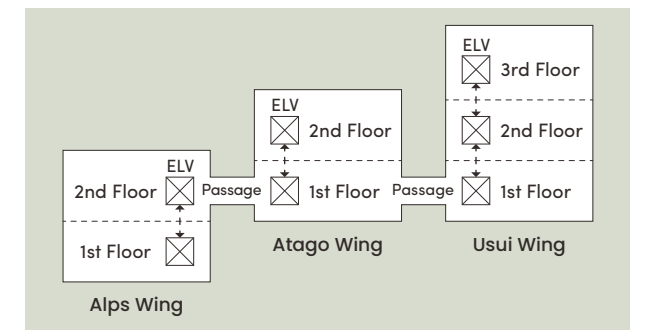 ELV
3rd Floor
2nd Floor
1st Floor
Usui Wing
ELV
2nd Floor
1st Floor
Atago Wing
Passage
Passage
ELV
2nd Floor
1st Floor
Alps Wing